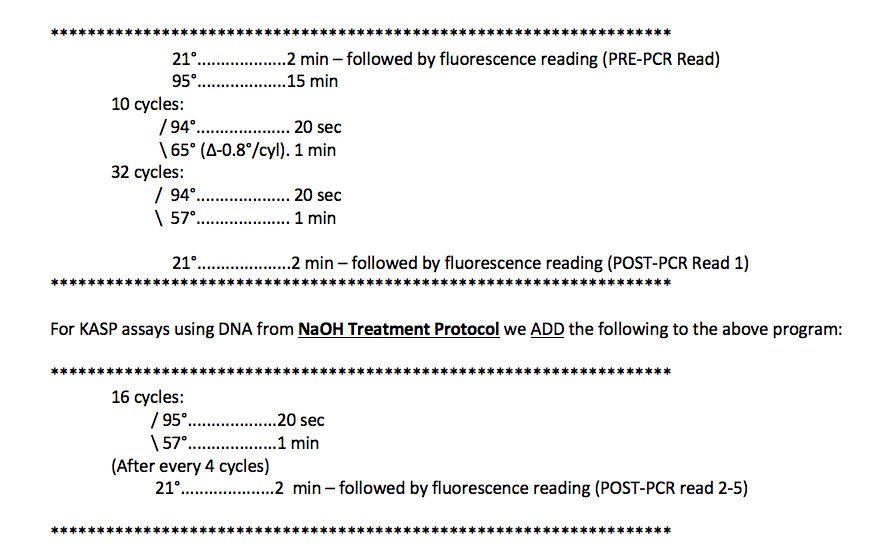 *******************************************************************
21°...................2 min – followed by fluorescence reading (PRE-PCR Read)
95°...................15 min
10 cycles:
/ 94°.................... 20 sec
\ 65° (Δ-0.8°/cyl). 1 min
32 cycles:
/ 94°.................... 20 sec
\ 57°.................... 1 min
21°....................2 min – followed by fluorescence reading (POST-PCR Read 1)
*******************************************************************
For KASP assays using DNA from NaOH Treatment Protocol we ADD the following to the above program:
*******************************************************************
16 cycles:
/ 95°...................20 sec
\ 57°...................1 min
(After every 4 cycles)
21°....................2 min – followed by fluorescence reading (POST-PCR read 2-5)
*******************************************************************